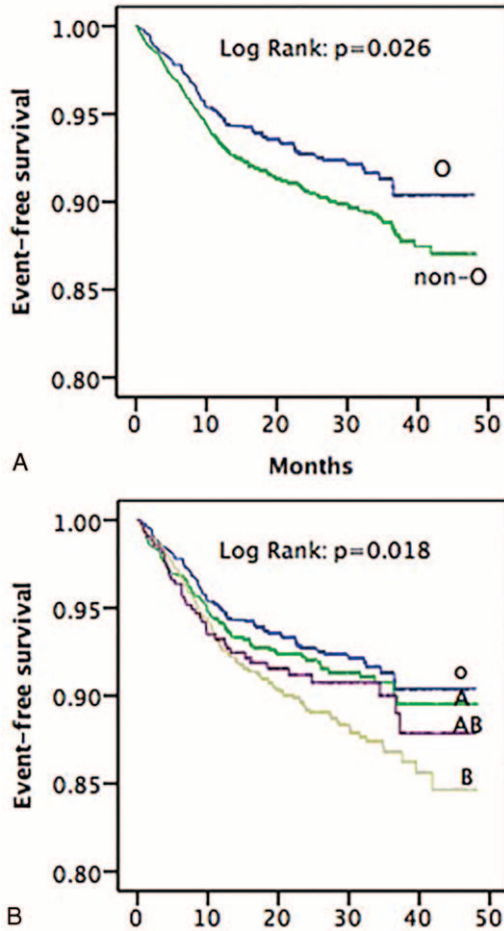 1.00
Log Rank: p=0.026
0.95
O
0.90
non-O
0.85
0.80
Event-free survival
0 10 20 30 40 50
A
Months
1.00
Log Rank: p=0.018
0.95
O
0.90
A
AB
0.85
B
0.80
Event-free survival
0 10 20 30 40 50
B